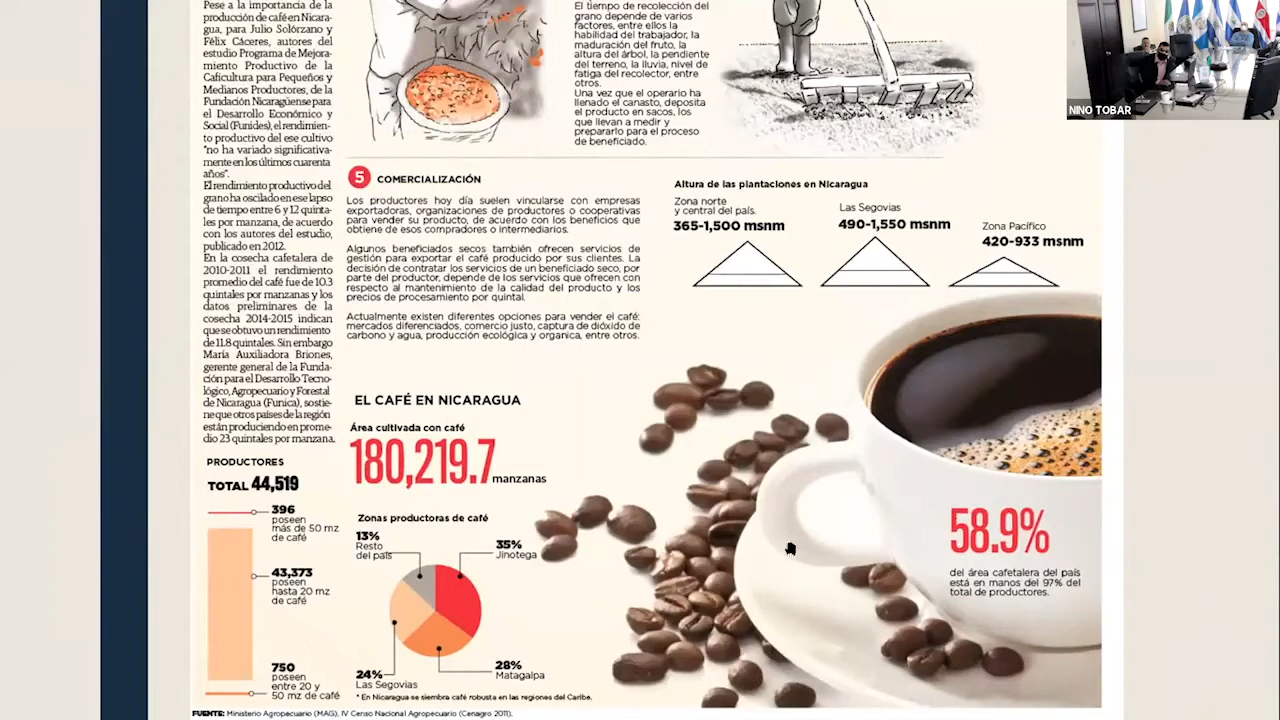 Pese a la importancia de la
producción de café en Nicara-
gua, para Julio Solórzano y
Félix Cáceres, autores del
estudio Programa de Mejora-
miento Productivo de la
Caficultura para Pequeños y
Medianos Productores, de la
Fundación Nicaragüense para
el Desarrollo Económico y
Social (Funides), el rendimien-
to productivo del ese cultivo
"no ha variado significativa-
mente en los últimos cuarenta
años".
El rendimiento productivo del
grano ha oscilado en ese lapso
de tiempo entre 6 y 12 quinta-
les por manzana, de acuerdo
con los autores del estudio,
publicado en 2012.
En la cosecha cafetalera de
2010-2011 el rendimiento
promedio del café fue de 10.3
quintales por manzanas y los
datos preliminares de la
cosecha 2014-2015 indican
que se obtuvo un rendimiento
de 11.8 quintales. Sin embargo
María Auxiliadora Briones,
gerente general de la Funda-
ción para el Desarrollo Tecno-
lógico, Agropecuario y Forestal
de Nicaragua (Funica), sostie-
ne que otros países de la región
están produciendo en prome-
dio 23 quintales por manzana.
El tiempo de recolección del
grano depende de varios
factores, entre ellos la
habilidad del trabajador, la
maduración del fruto, la
altura del árbol, la pendiente
del terreno, la lluvia, nivel de
fatiga del recolector, entre
otros.
Una vez que el operario ha
llenado el canasto, deposita
el producto en sacos, los
que llevan a medir y
prepararlo para el proceso
de beneficiado.
NINO TOBAR
5 COMERCIALIZACIÓN
Los productores hoy día suelen vincularse con empresas
exportadoras, organizaciones de productores o cooperativas
para vender su producto, de acuerdo con los beneficios que
obtiene de esos compradores o intermediarios.
Algunos beneficiados secos también ofrecen servicios de
gestión para exportar el café producido por sus clientes. La
decisión de contratar los servicios de un beneficiado seco, por
parte del productor, depende de los servicios que ofrecen con
respecto al mantenimiento de la calidad del producto y los
precios de procesamiento por quintal.
Actualmente existen diferentes opciones para vender el café:
mercados diferenciados, comercio justo, captura de dióxido de
carbono y agua, producción ecológica y organica, entre otros.
Altura de las plantaciones en Nicaragua
Zona norte
y central del país.
365-1,500 msnm
Las Segovias
490-1,550 msnm
Zona Pacífico
420-933 msnm
EL CAFÉ EN NICARAGUA
Área cultivada con café
180,219.7 manzanas
PRODUCTORES
TOTAL 44,519
396
poseen
más de 50 mz
de café
43,373
poseen
hasta 20 mz
de café
750
poseen
entre 20 y
50 mz de café
Zonas productoras de café
13%
Resto
del país
35%
Jinotega
24%
Las Segovias
28%
Matagalpa
* En Nicaragua se siembra café robusta en las regiones del Caribe.
58.9%
del área cafetalera del país
está en manos del 97% del
total de productores.
FUENTE: Ministerio Agropecuario (MAG), IV Censo Nacional Agropecuario (Cenagro 2011).